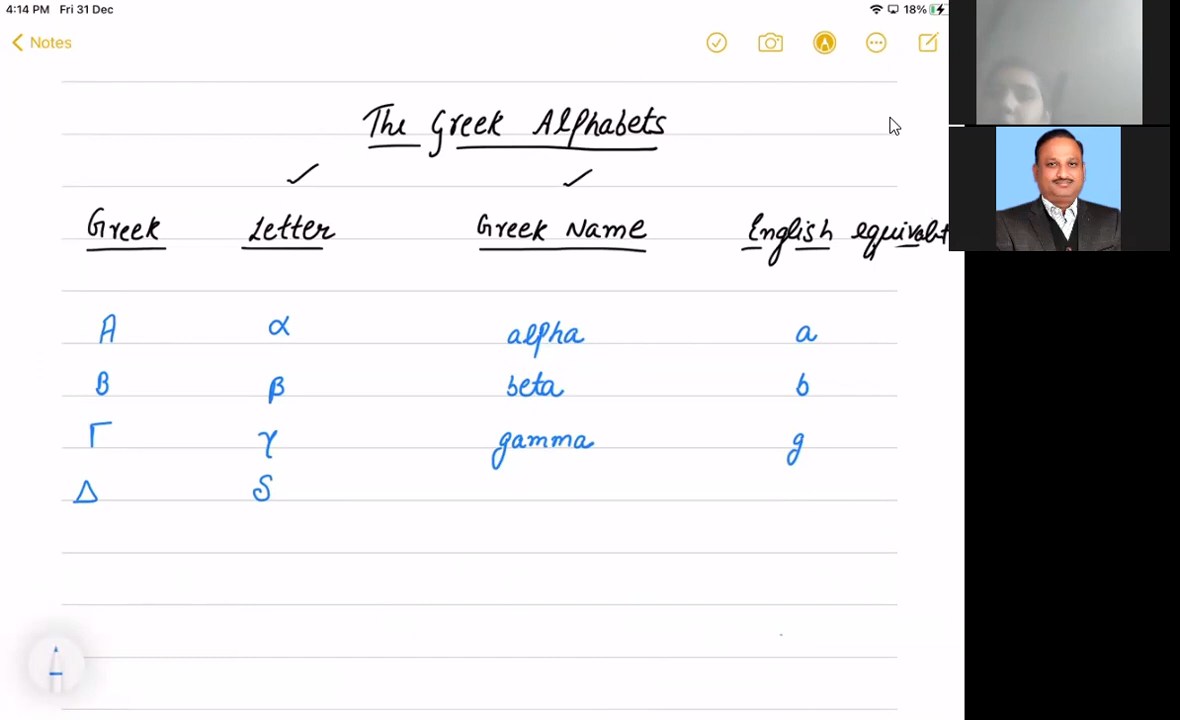 4:14 PM Fri 31 Dec 18%
Notes
The Greek Alphabets
Greek Letter Greek Name English equivalt
A α alpha a
B β beta b
Γ γ gamma g
Δ δ